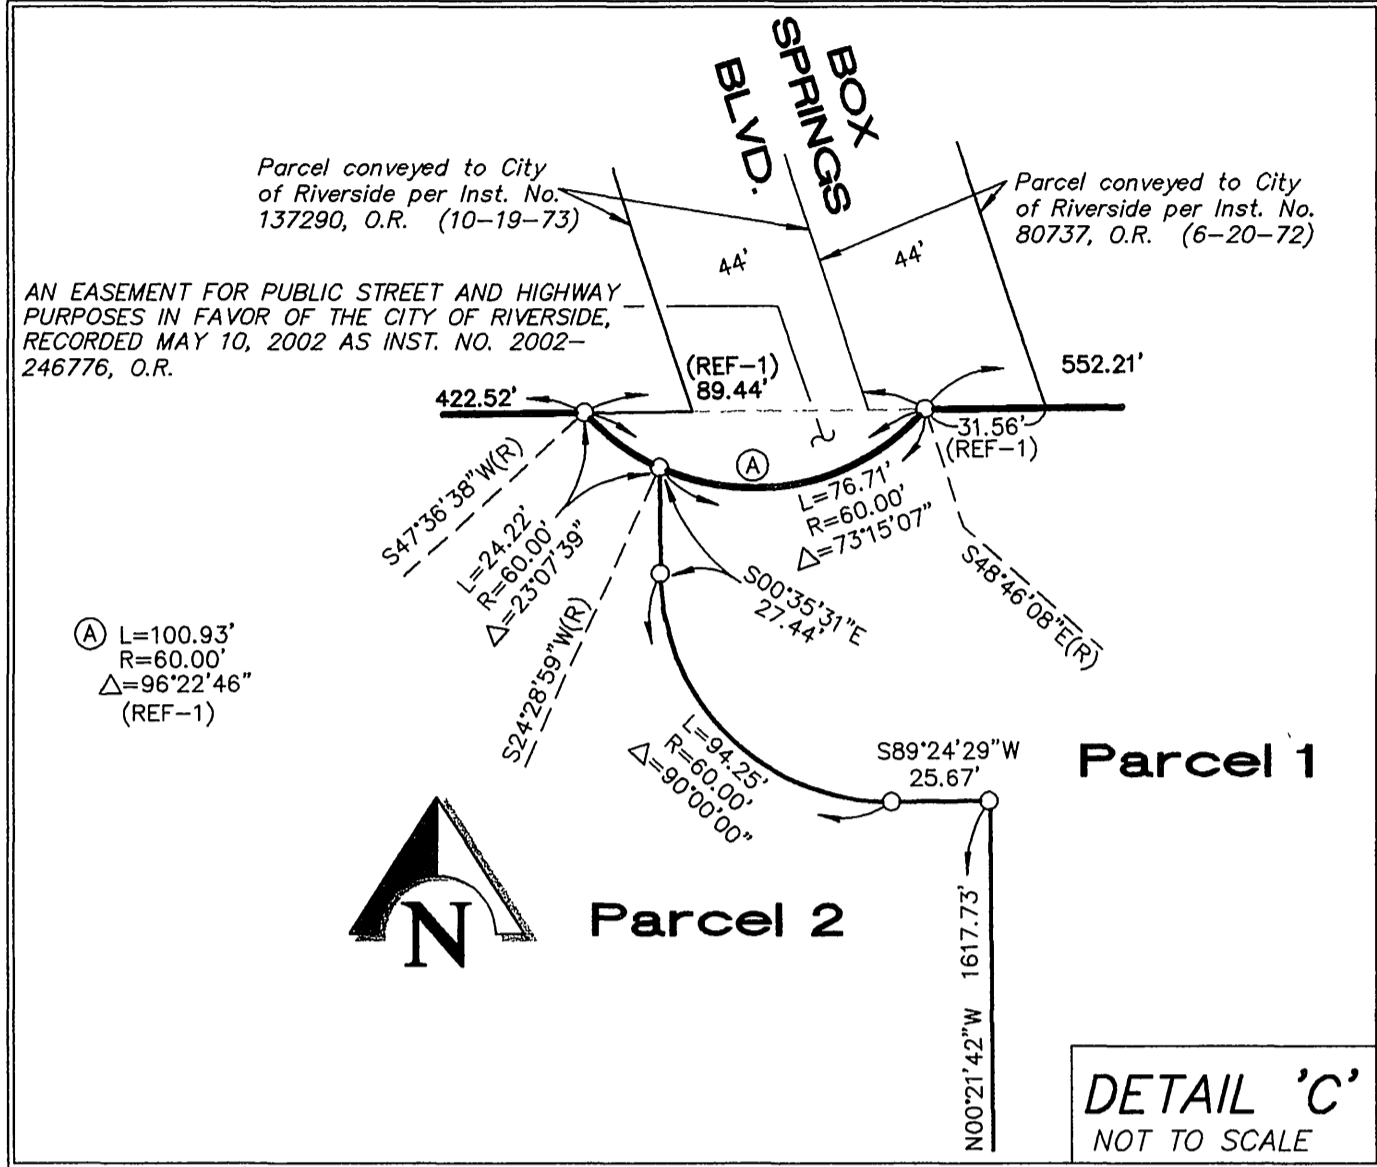 BOX
SPRINGS
BLVD.
Parcel conveyed to City
of Riverside per Inst. No.
137290, O.R. (10-19-73)
Parcel conveyed to City
of Riverside per Inst. No.
80737, O.R. (6-20-72)
44'
44'
AN EASEMENT FOR PUBLIC STREET AND HIGHWAY
PURPOSES IN FAVOR OF THE CITY OF RIVERSIDE,
RECORDED MAY 10, 2002 AS INST. NO. 2002-
246776, O.R.
(REF-1)
89.44'
552.21'
422.52'
31.56'
(REF-1)
A
S47°36'38"W(R)
L=24.22'
R=60.00'
△=23°07'39"
L=76.71'
R=60.00'
△=73°15'07"
S48°46'08"E(R)
S00°35'31"E
27.44'
S24°28'59"W(R)
A L=100.93'
R=60.00'
△=96°22'46"
(REF-1)
L=94.25'
R=60.00'
△=90°00'00"
S89°24'29"W
25.67'
Parcel 1
N
Parcel 2
N00°21'42"W 1617.73'
DETAIL 'C'
NOT TO SCALE